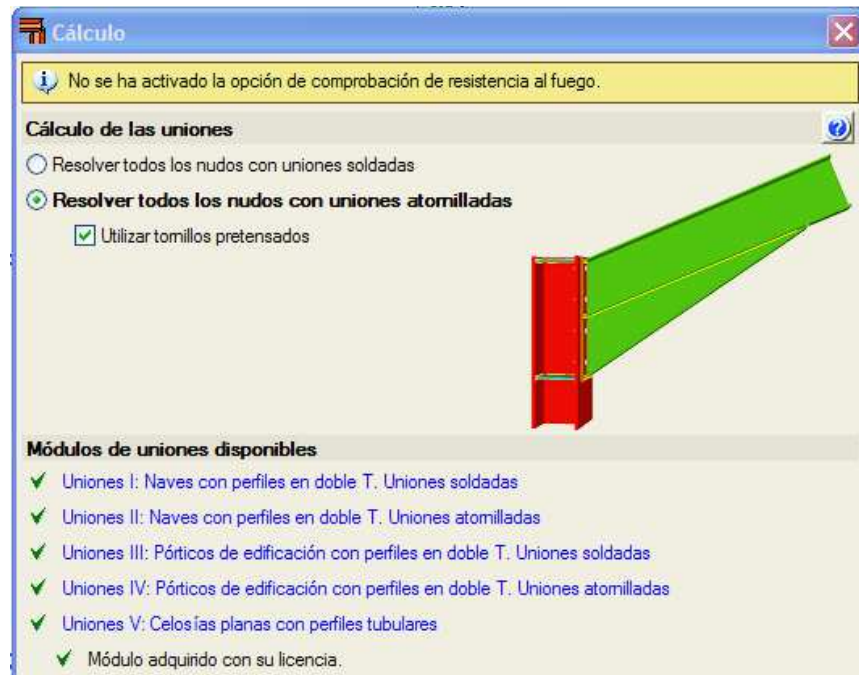 Cálculo
No se ha activado la opción de comprobación de resistencia al fuego.
Cálculo de las uniones
Resolver todos los nudos con uniones soldadas
Resolver todos los nudos con uniones atornilladas
Utilizar tornillos pretensados
Módulos de uniones disponibles
Uniones I: Naves con perfiles en doble T. Uniones soldadas
Uniones II: Naves con perfiles en doble T. Uniones atornilladas
Uniones III: Pórticos de edificación con perfiles en doble T. Uniones soldadas
Uniones IV: Pórticos de edificación con perfiles en doble T. Uniones atornilladas
Uniones V: Celosías planas con perfiles tubulares
Módulo adquirido con su licencia.